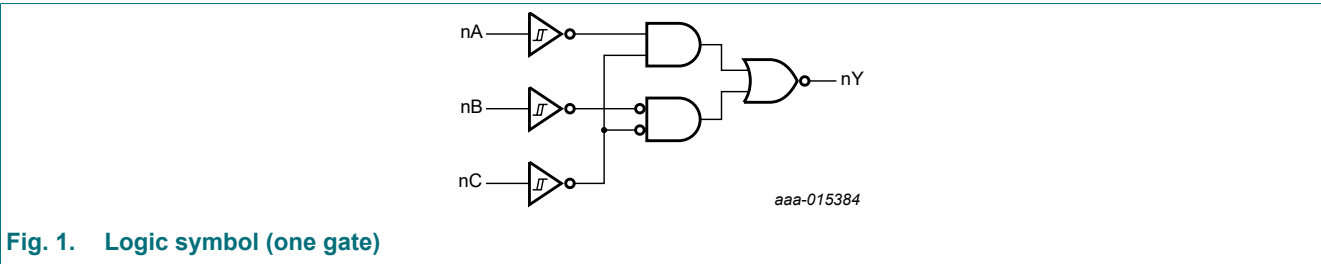 nA
nB
nC
nY
aaa-015384
Fig. 1. Logic symbol (one gate)